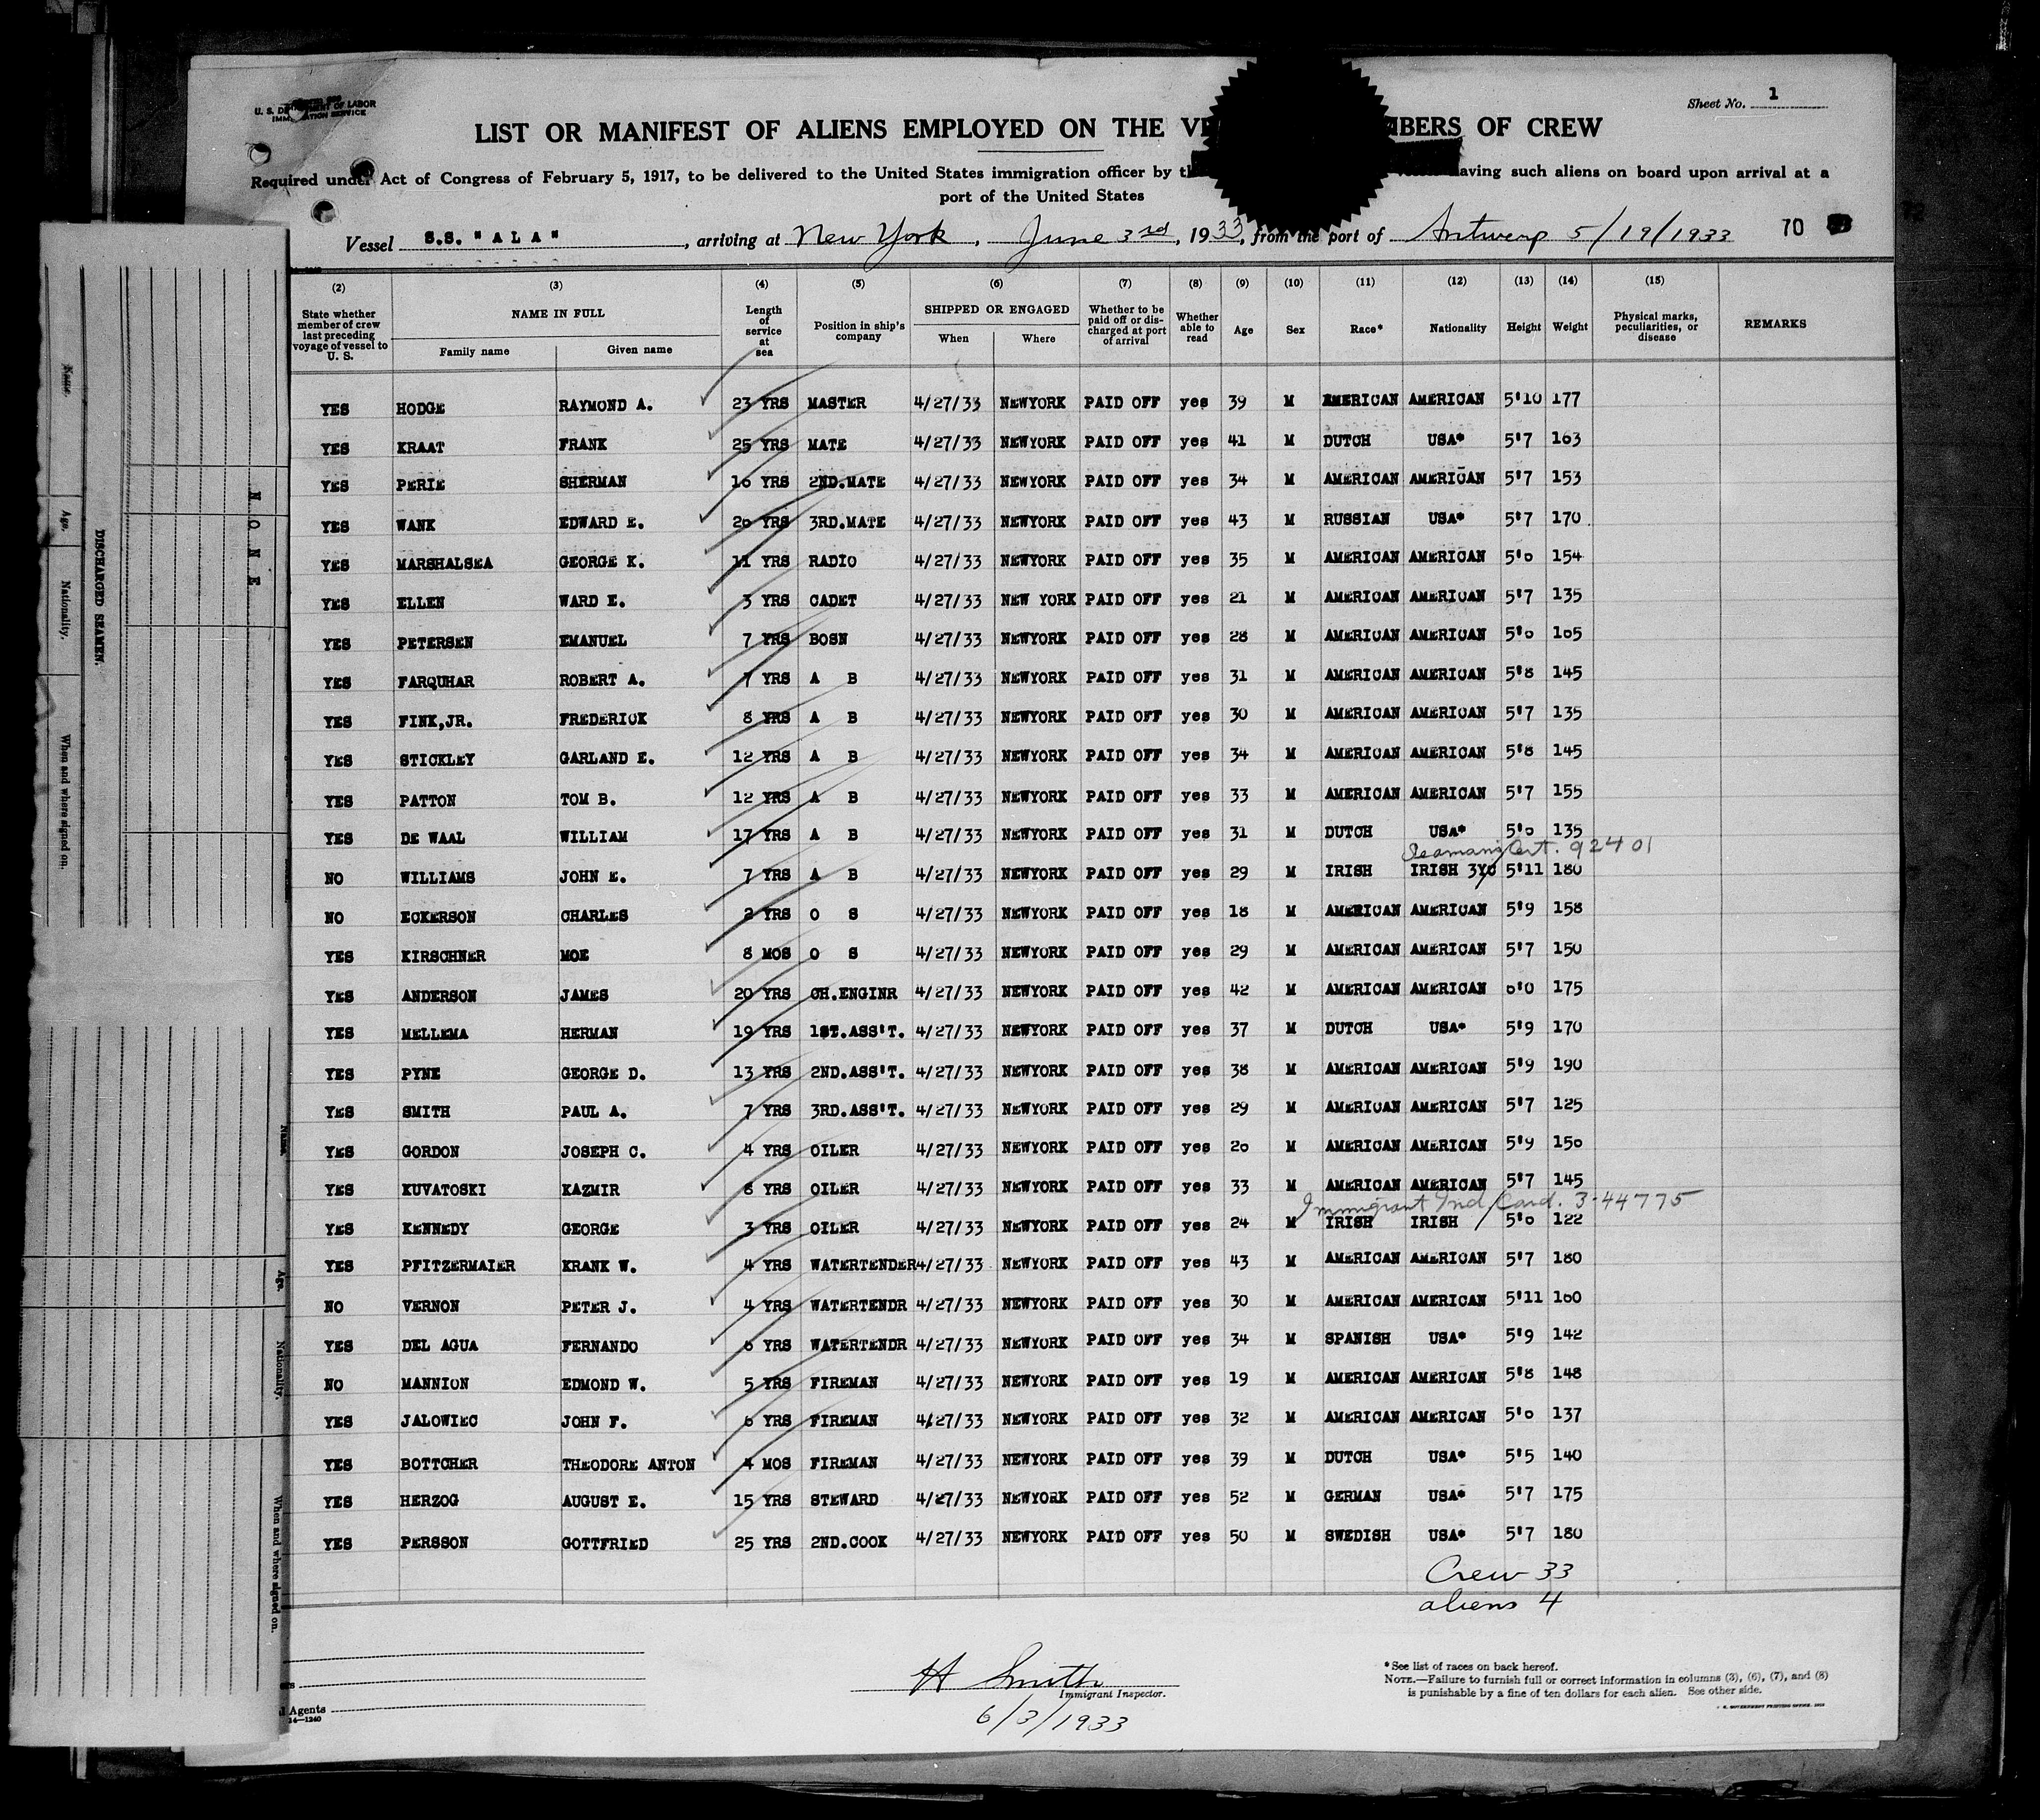 Sheet No. 1
U. S. DEPARTMENT OF LABOR
IMMIGRATION SERVICE
LIST OR MANIFEST OF ALIENS EMPLOYED ON THE VE BERS OF CREW
Required under Act of Congress of February 5, 1917, to be delivered to the United States immigration officer by th having such aliens on board upon arrival at a
port of the United States
Vessel S.S. "ALA", arriving at New York, June 3rd, 1933, from the port of Antwerp 5/19/1933 70
(2) (3) (4) (5) (6) (7) (8) (9) (10) (11) (12) (13) (14) (15)
State whether member of crew last preceding voyage of vessel to U. S. NAME IN FULL Family name Given name Length of service at sea Position in ship's company SHIPPED OR ENGAGED When Where Whether to be paid off or discharged at port of arrival Whether able to read Age Sex Race* Nationality Height Weight Physical marks, peculiarities, or disease REMARKS
YES HODGE RAYMOND A. 23 YRS MASTER 4/27/33 NEWYORK PAID OFF yes 39 M AMERICAN AMERICAN 5'10 177
YES KRAAT FRANK 25 YRS MATE 4/27/33 NEWYORK PAID OFF yes 41 M DUTCH USA* 5'7 163
YES PERIE SHERMAN 16 YRS 2ND.MATE 4/27/33 NEWYORK PAID OFF yes 34 M AMERICAN AMERICAN 5'7 153
YES WANK EDWARD E. 20 YRS 3RD.MATE 4/27/33 NEWYORK PAID OFF yes 43 M RUSSIAN USA* 5'7 170
YES MARSHALSEA GEORGE K. 11 YRS RADIO 4/27/33 NEWYORK PAID OFF yes 35 M AMERICAN AMERICAN 5'6 154
YES ELLEN WARD E. 3 YRS CADET 4/27/33 NEW YORK PAID OFF yes 21 M AMERICAN AMERICAN 5'7 135
YES PETERSEN EMANUEL 7 YRS BOSN 4/27/33 NEWYORK PAID OFF yes 28 M AMERICAN AMERICAN 5'6 165
YES FARQUHAR ROBERT A. 7 YRS A B 4/27/33 NEWYORK PAID OFF yes 31 M AMERICAN AMERICAN 5'8 145
YES FINK,JR. FREDERICK 8 YRS A B 4/27/33 NEWYORK PAID OFF yes 30 M AMERICAN AMERICAN 5'7 135
YES STICKLEY GARLAND E. 12 YRS A B 4/27/33 NEWYORK PAID OFF yes 34 M AMERICAN AMERICAN 5'8 145
YES PATTON TOM B. 12 YRS A B 4/27/33 NEWYORK PAID OFF yes 33 M AMERICAN AMERICAN 5'7 155
YES DE WAAL WILLIAM 17 YRS A B 4/27/33 NEWYORK PAID OFF yes 31 M DUTCH USA* 5'6 135
Seaman's Cert. 92401
NO WILLIAMS JOHN E. 7 YRS A B 4/27/33 NEWYORK PAID OFF yes 29 M IRISH IRISH 5'11 180
NO ECKERSON CHARLES 2 YRS O S 4/27/33 NEWYORK PAID OFF yes 18 M AMERICAN AMERICAN 5'9 158
YES KIRSCHNER MOE 8 MOS O S 4/27/33 NEWYORK PAID OFF yes 29 M AMERICAN AMERICAN 5'7 150
YES ANDERSON JAMES 20 YRS CH.ENGINR 4/27/33 NEWYORK PAID OFF yes 42 M AMERICAN AMERICAN 6'0 175
YES MELLEMA HERMAN 19 YRS 1ST.ASS'T. 4/27/33 NEWYORK PAID OFF yes 37 M DUTCH USA* 5'9 170
YES PYNE GEORGE D. 13 YRS 2ND.ASS'T. 4/27/33 NEWYORK PAID OFF yes 38 M AMERICAN AMERICAN 5'9 190
YES SMITH PAUL A. 7 YRS 3RD.ASS'T. 4/27/33 NEWYORK PAID OFF yes 29 M AMERICAN AMERICAN 5'7 125
YES GORDON JOSEPH C. 4 YRS OILER 4/27/33 NEWYORK PAID OFF yes 26 M AMERICAN AMERICAN 5'9 150
YES KUVATOSKI KAZMIR 8 YRS OILER 4/27/33 NEWYORK PAID OFF yes 33 M AMERICAN AMERICAN 5'7 145
Immigrant Ind. Card. 3-44775
YES KENNEDY GEORGE 3 YRS OILER 4/27/33 NEWYORK PAID OFF yes 24 M IRISH IRISH 5'6 122
YES PFITZERMAIER KRANK W. 4 YRS WATERTENDER 4/27/33 NEWYORK PAID OFF yes 43 M AMERICAN AMERICAN 5'7 180
NO VERNON PETER J. 4 YRS WATERTENDR 4/27/33 NEWYORK PAID OFF yes 30 M AMERICAN AMERICAN 5'11 160
YES DEL AGUA FERNANDO 6 YRS WATERTENDR 4/27/33 NEWYORK PAID OFF yes 34 M SPANISH USA* 5'9 142
NO MANNION EDMOND W. 5 YRS FIREMAN 4/27/33 NEWYORK PAID OFF yes 19 M AMERICAN AMERICAN 5'8 148
YES JALOWIEC JOHN F. 6 YRS FIREMAN 4/27/33 NEWYORK PAID OFF yes 32 M AMERICAN AMERICAN 5'6 137
YES BOTTCHER THEODORE ANTON 4 MOS FIREMAN 4/27/33 NEWYORK PAID OFF yes 39 M DUTCH USA* 5'5 140
YES HERZOG AUGUST E. 15 YRS STEWARD 4/27/33 NEWYORK PAID OFF yes 52 M GERMAN USA* 5'7 175
YES PERSSON GOTTFRIED 25 YRS 2ND.COOK 4/27/33 NEWYORK PAID OFF yes 50 M SWEDISH USA* 5'7 180
Crew 33
aliens 4
H Smith
Immigrant Inspector.
6/3/1933
Agents
14—1240
*See list of races on back hereof.
NOTE.—Failure to furnish full or correct information in columns (3), (6), (7), and (8)
is punishable by a fine of ten dollars for each alien. See other side.
DISCHARGED SEAMEN.
Name. Age. Nationality. When and where signed on.
NONE
Name. Age. Nationality. When and where signed on.